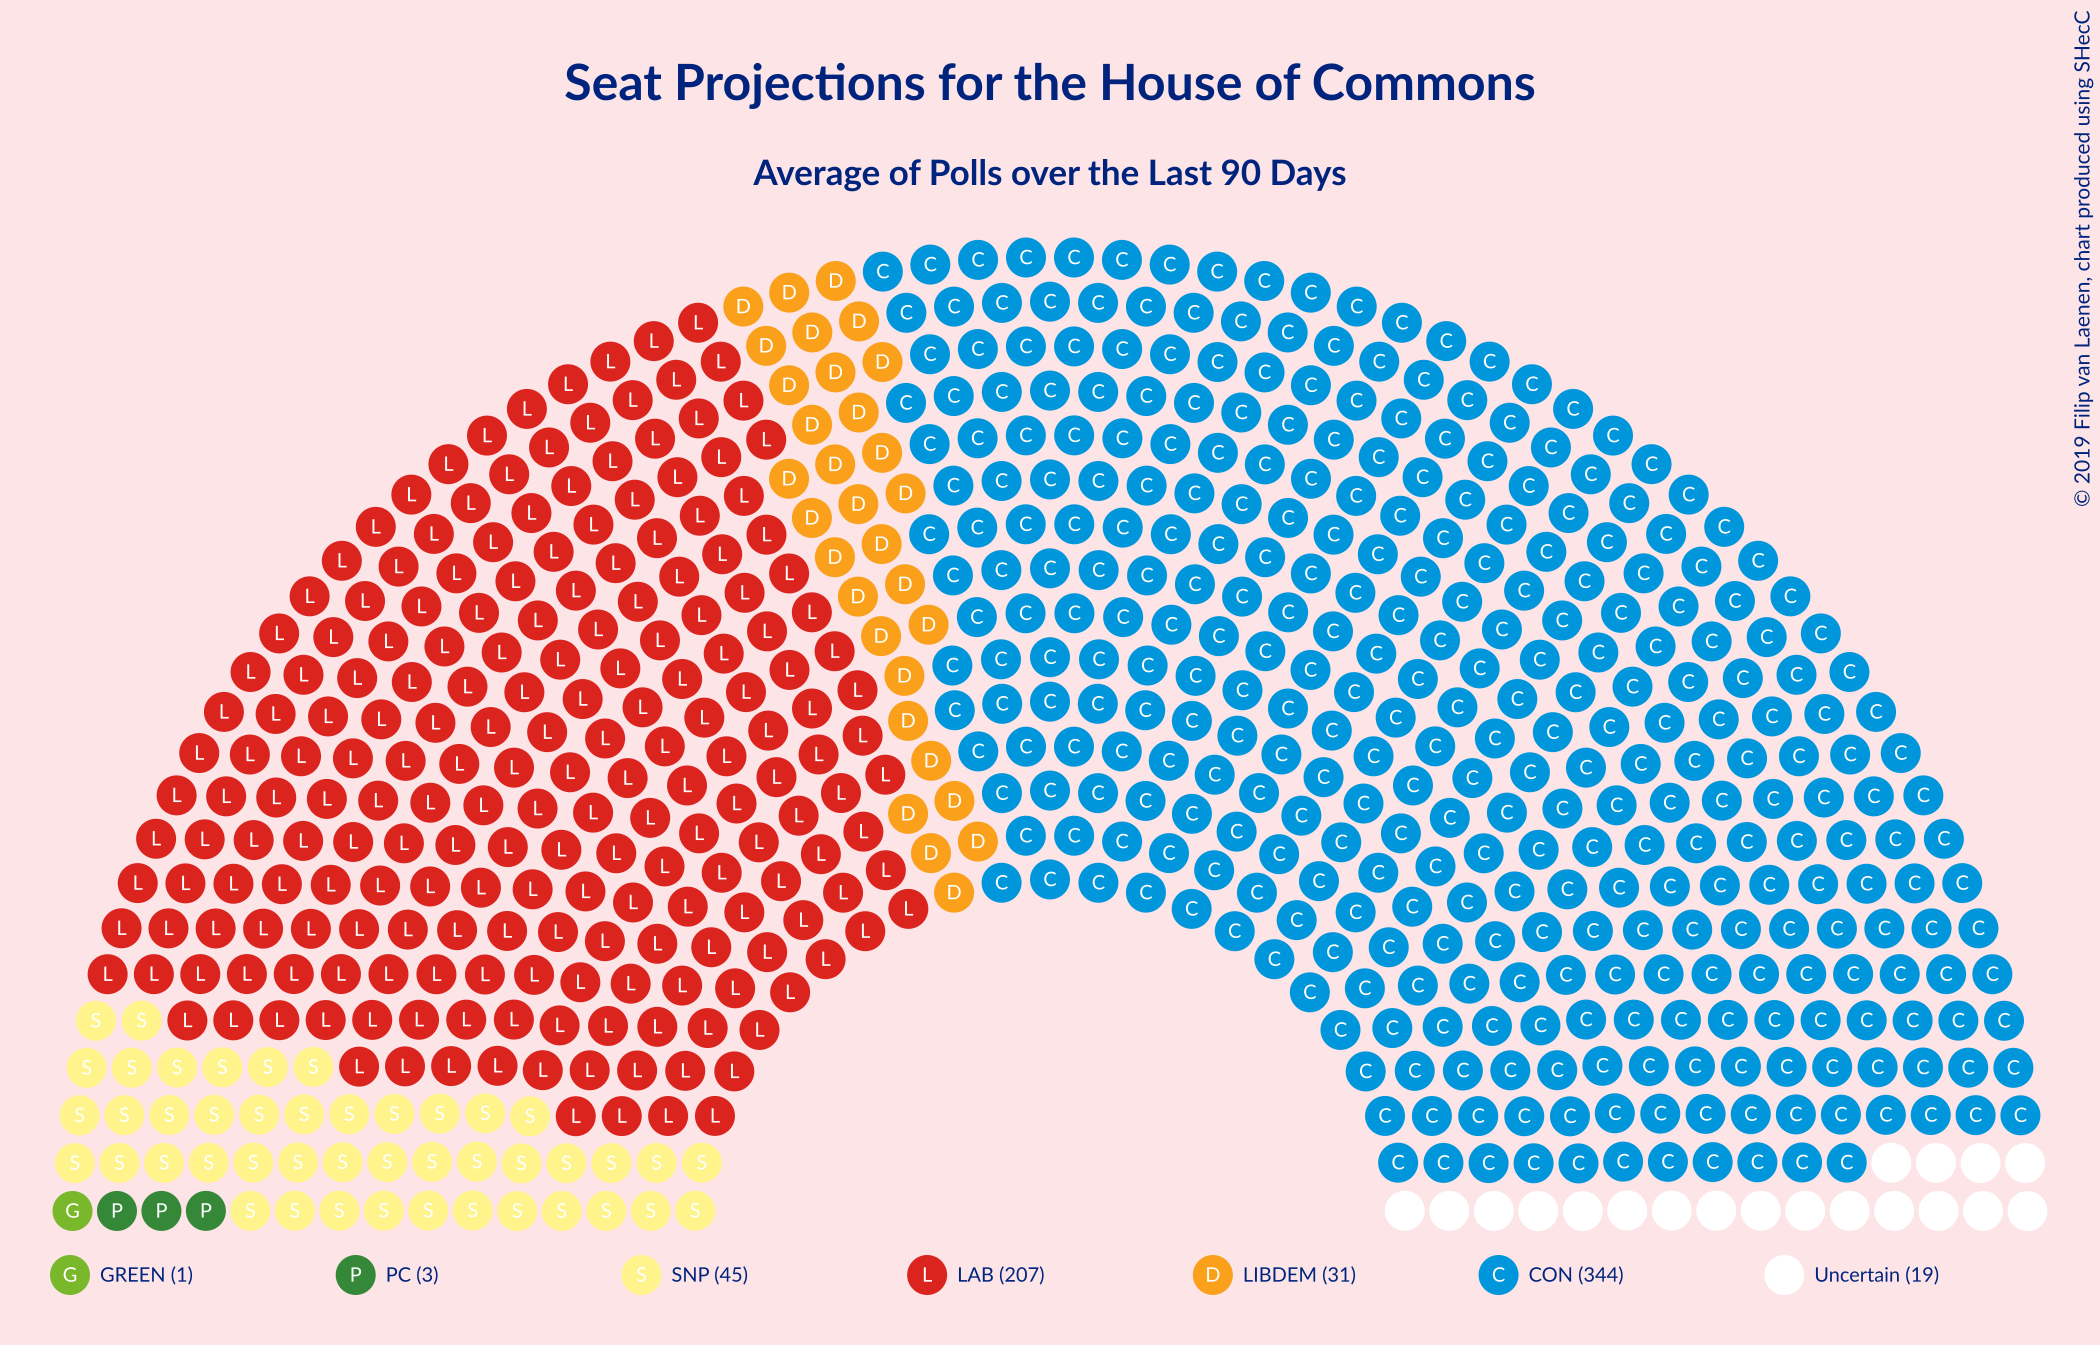 Seat Projections for the House of Commons
Average of Polls over the Last 90 Days
© 2019 Filip van Laenen, chart produced using SHecC
G GREEN (1)
P PC (3)
S SNP (45)
L LAB (207)
D LIBDEM (31)
C CON (344)
Uncertain (19)